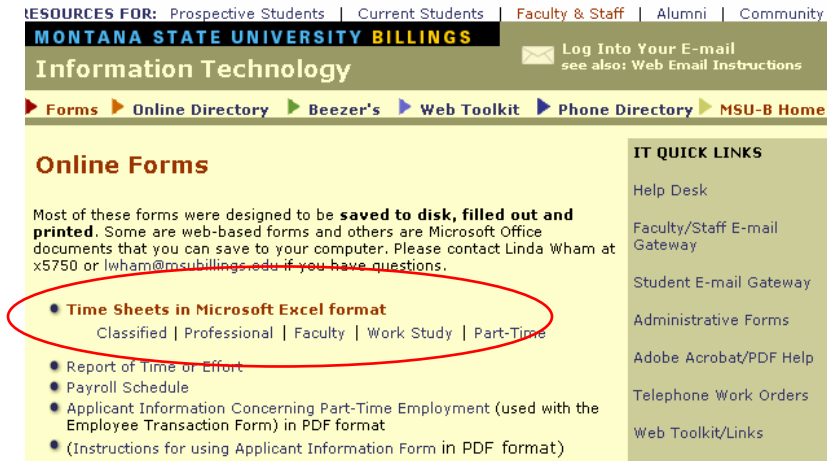 RESOURCES FOR: Prospective Students | Current Students | Faculty & Staff | Alumni | Community
MONTANA STATE UNIVERSITY BILLINGS
Information Technology
Log Into Your E-mail
see also: Web Email Instructions
Forms Online Directory Beezer's Web Toolkit Phone Directory MSU-B Home
Online Forms
Most of these forms were designed to be saved to disk, filled out and
printed. Some are web-based forms and others are Microsoft Office
documents that you can save to your computer. Please contact Linda Wham at
x5750 or lwham@msubillings.edu if you have questions.
Time Sheets in Microsoft Excel format
Classified | Professional | Faculty | Work Study | Part-Time
Report of Time or Effort
Payroll Schedule
Applicant Information Concerning Part-Time Employment (used with the
Employee Transaction Form) in PDF format
(Instructions for using Applicant Information Form in PDF format)
IT QUICK LINKS
Help Desk
Faculty/Staff E-mail
Gateway
Student E-mail Gateway
Administrative Forms
Adobe Acrobat/PDF Help
Telephone Work Orders
Web Toolkit/Links